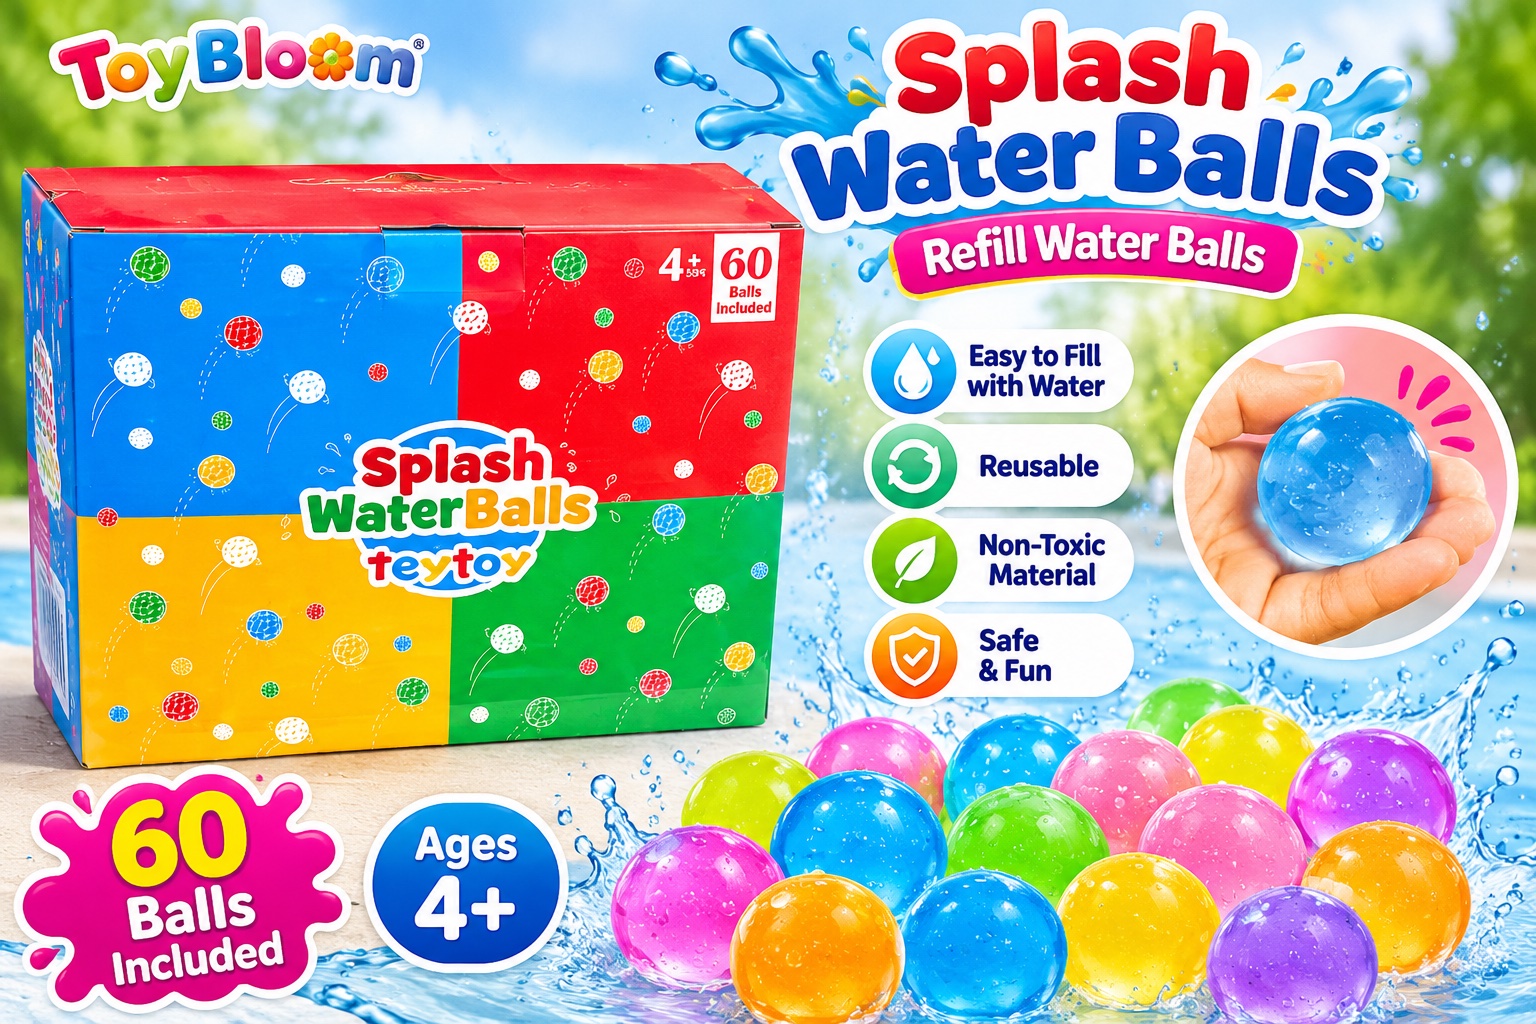 ToyBloom®
Splash
Water Balls
Refill Water Balls
4+
60
Balls
Included
Splash
WaterBalls
teytoy
Easy to Fill
with Water
Reusable
Non-Toxic
Material
Safe
& Fun
60
Balls
Included
Ages
4+